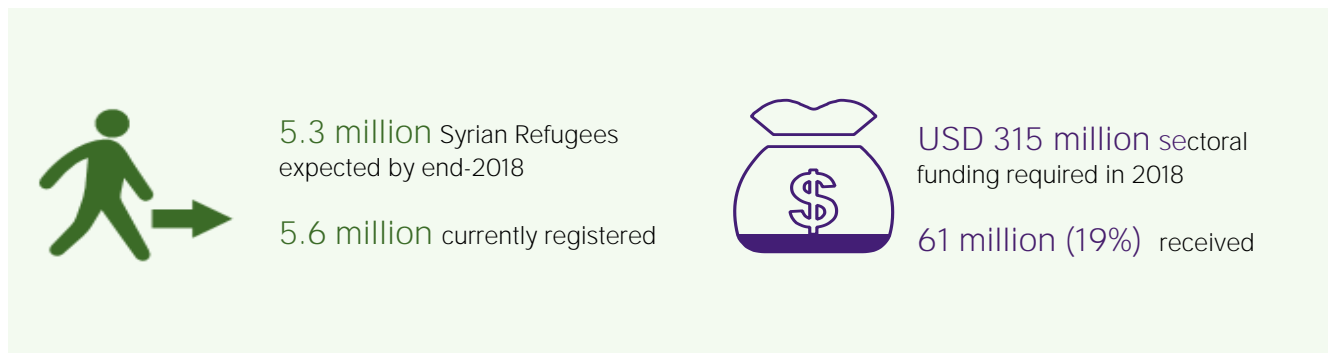 5.3 million Syrian Refugees
expected by end-2018
5.6 million currently registered
$
USD 315 million sectoral
funding required in 2018
61 million (19%) received